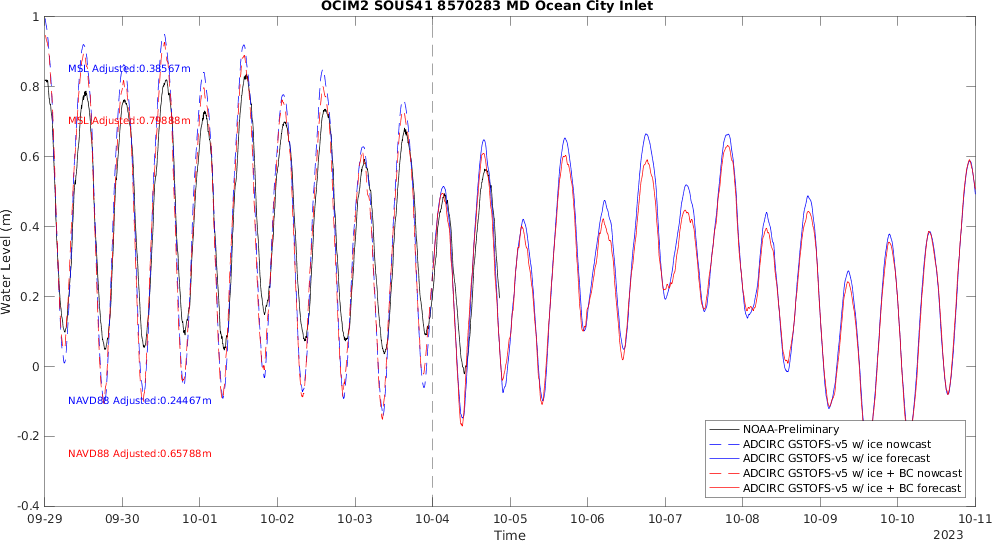 OCIM2 SOUS41 8570283 MD Ocean City Inlet
1
0.8
0.6
0.4
0.2
0
-0.2
-0.4
Water Level (m)
MSL Adjusted:0.38567m
MSL Adjusted:0.79888m
NAVD88 Adjusted:0.24467m
NAVD88 Adjusted:0.65788m
NOAA-Preliminary
ADCIRC GSTOFS-v5 w/ ice nowcast
ADCIRC GSTOFS-v5 w/ ice forecast
ADCIRC GSTOFS-v5 w/ ice + BC nowcast
ADCIRC GSTOFS-v5 w/ ice + BC forecast
09-29 09-30 10-01 10-02 10-03 10-04 10-05 10-06 10-07 10-08 10-09 10-10 10-11
Time
2023